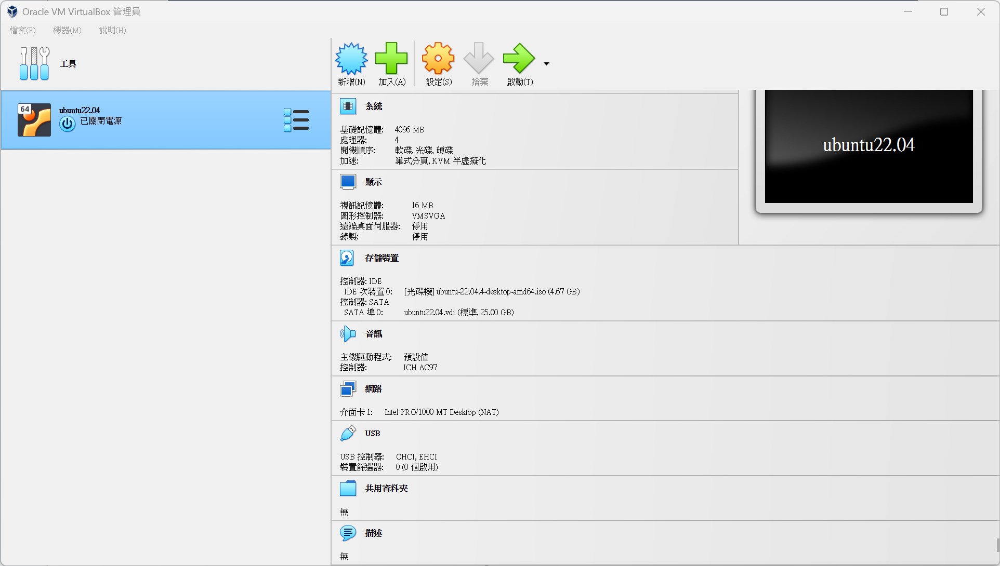 Oracle VM VirtualBox 管理員
檔案(F) 機器(M) 說明(H)
工具
新增(N) 加入(A) 設定(S) 捨棄 啟動(T)
64
ubuntu22.04
已關閉電源
系統
基礎記憶體: 4096 MB
處理器: 4
開機順序: 軟碟, 光碟, 硬碟
加速: 巢式分頁, KVM 半虛擬化
ubuntu22.04
顯示
視訊記憶體: 16 MB
圖形控制器: VMSVGA
遠端桌面伺服器: 停用
錄製: 停用
存儲裝置
控制器: IDE
IDE 次裝置 0: [光碟機] ubuntu-22.04.4-desktop-amd64.iso (4.67 GB)
控制器: SATA
SATA 埠 0: ubuntu22.04.vdi (標準, 25.00 GB)
音訊
主機驅動程式: 預設值
控制器: ICH AC97
網路
介面卡 1: Intel PRO/1000 MT Desktop (NAT)
USB
USB 控制器: OHCI, EHCI
裝置篩選器: 0 (0 個啟用)
共用資料夾
無
描述
無